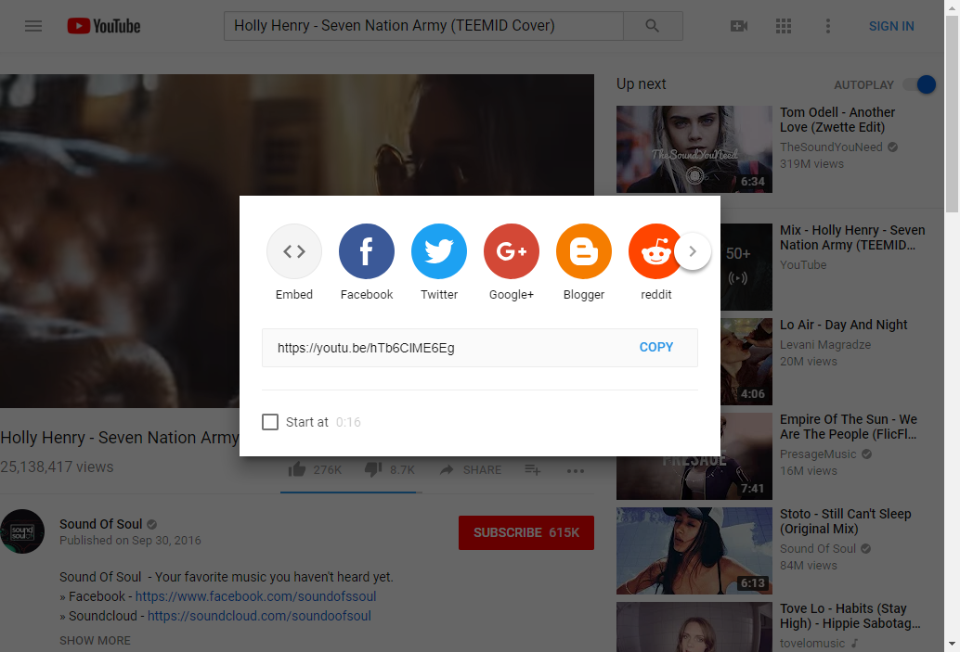 YouTube
Holly Henry - Seven Nation Army (TEEMID Cover)
SIGN IN
Up next
AUTOPLAY
TheSoundYouNeed
6:34
Tom Odell - Another
Love (Zwette Edit)
TheSoundYouNeed
319M views
50+
Mix - Holly Henry - Seven
Nation Army (TEEMID...
YouTube
4:06
Lo Air - Day And Night
Levani Magradze
20M views
PRESAGE
7:41
Empire Of The Sun - We
Are The People (FlicFl...
PresageMusic
16M views
6:13
Stoto - Still Can't Sleep
(Original Mix)
Sound Of Soul
84M views
Tove Lo - Habits (Stay
High) - Hippie Sabotag...
tovelomusic
Embed
Facebook
Twitter
G+
Google+
Blogger
reddit
https://youtu.be/hTb6ClME6Eg
COPY
Start at 0:16
Holly Henry - Seven Nation Army
25,138,417 views
276K
8.7K
SHARE
sound
soul
Sound Of Soul
Published on Sep 30, 2016
SUBSCRIBE 615K
Sound Of Soul - Your favorite music you haven't heard yet.
» Facebook - https://www.facebook.com/soundofssoul
» Soundcloud - https://soundcloud.com/soundoofsoul
SHOW MORE